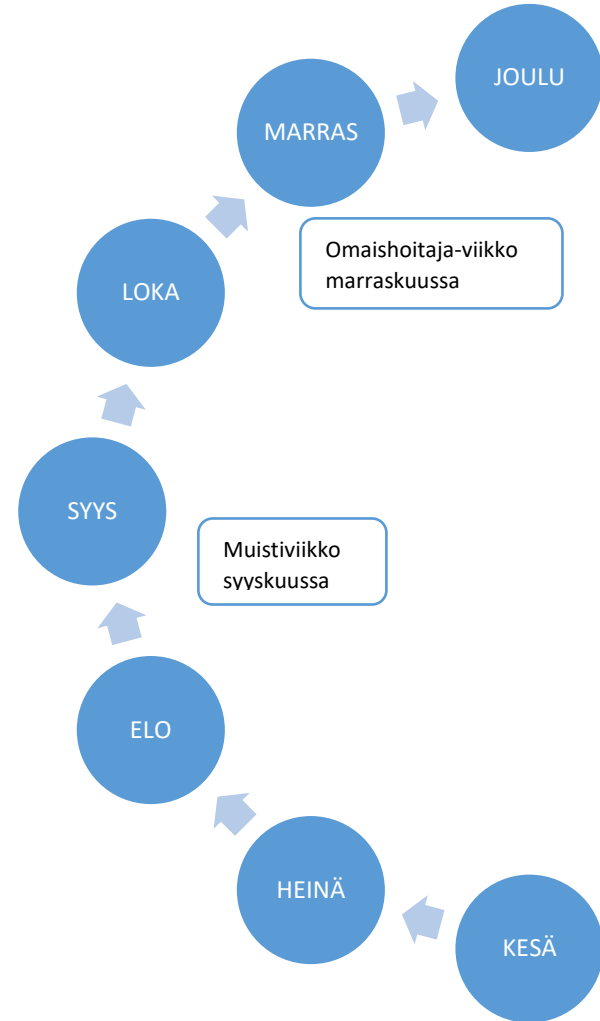 JOULU
MARRAS
Omaishoitaja-viikko
marraskuussa
LOKA
SYYS
Muistiviikko
syyskuussa
ELO
HEINÄ
KESÄ